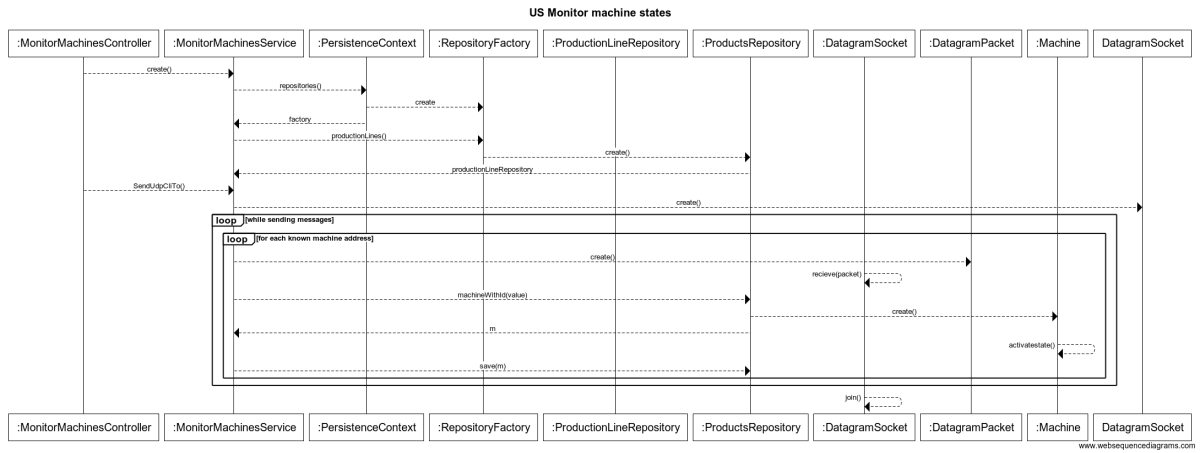 US Monitor machine states
:MonitorMachinesController :MonitorMachinesService :PersistenceContext :RepositoryFactory :ProductionLineRepository :ProductsRepository :DatagramSocket :DatagramPacket :Machine DatagramSocket
create()
repositories()
create
factory
productionLines()
create()
productionLineRepository
SendUdpCliTo()
create()
loop [while sending messages]
loop [for each known machine address]
create()
recieve(packet)
machineWithId(value)
create()
m
activatestate()
save(m)
join()
:MonitorMachinesController :MonitorMachinesService :PersistenceContext :RepositoryFactory :ProductionLineRepository :ProductsRepository :DatagramSocket :DatagramPacket :Machine DatagramSocket
www.websequencediagrams.com